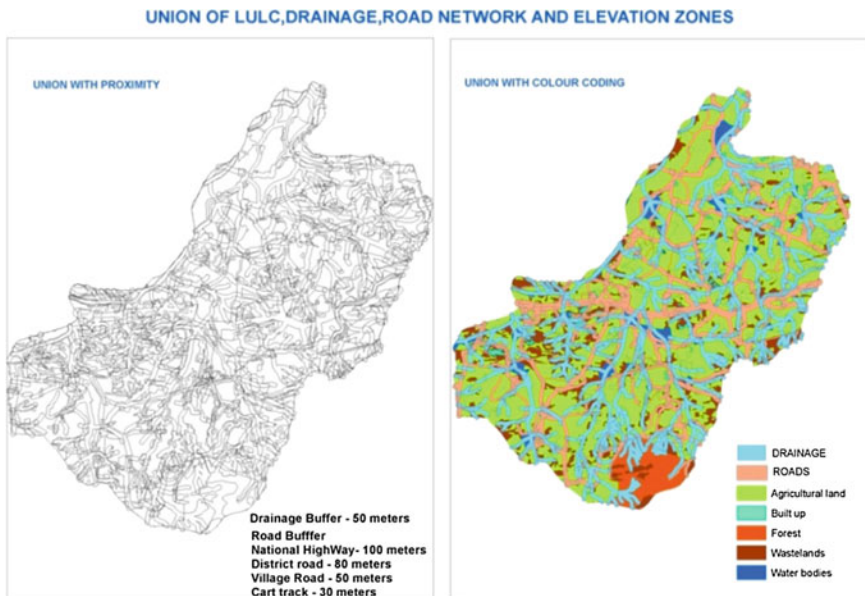 UNION OF LULC,DRAINAGE,ROAD NETWORK AND ELEVATION ZONES
UNION WITH PROXIMITY
Drainage Buffer - 50 meters
Road Bufffer
National HighWay- 100 meters
District road - 80 meters
Village Road - 50 meters
Cart track - 30 meters
UNION WITH COLOUR CODING
DRAINAGE
ROADS
Agricultural land
Built up
Forest
Wastelands
Water bodies